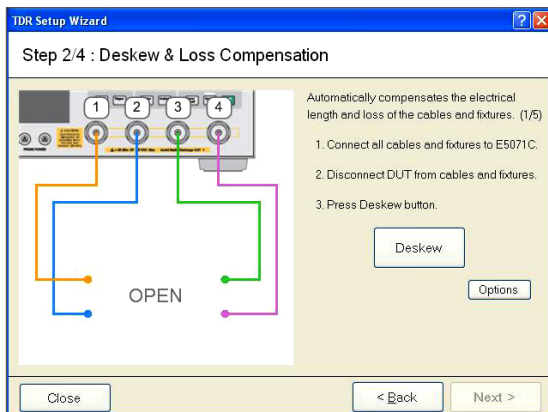 TDR Setup Wizard
Step 2/4 : Deskew & Loss Compensation
1 2 3 4
OPEN
Automatically compensates the electrical
length and loss of the cables and fixtures. (1/5)
1. Connect all cables and fixtures to E5071C.
2. Disconnect DUT from cables and fixtures.
3. Press Deskew button.
Deskew
Options
Close
< Back
Next >